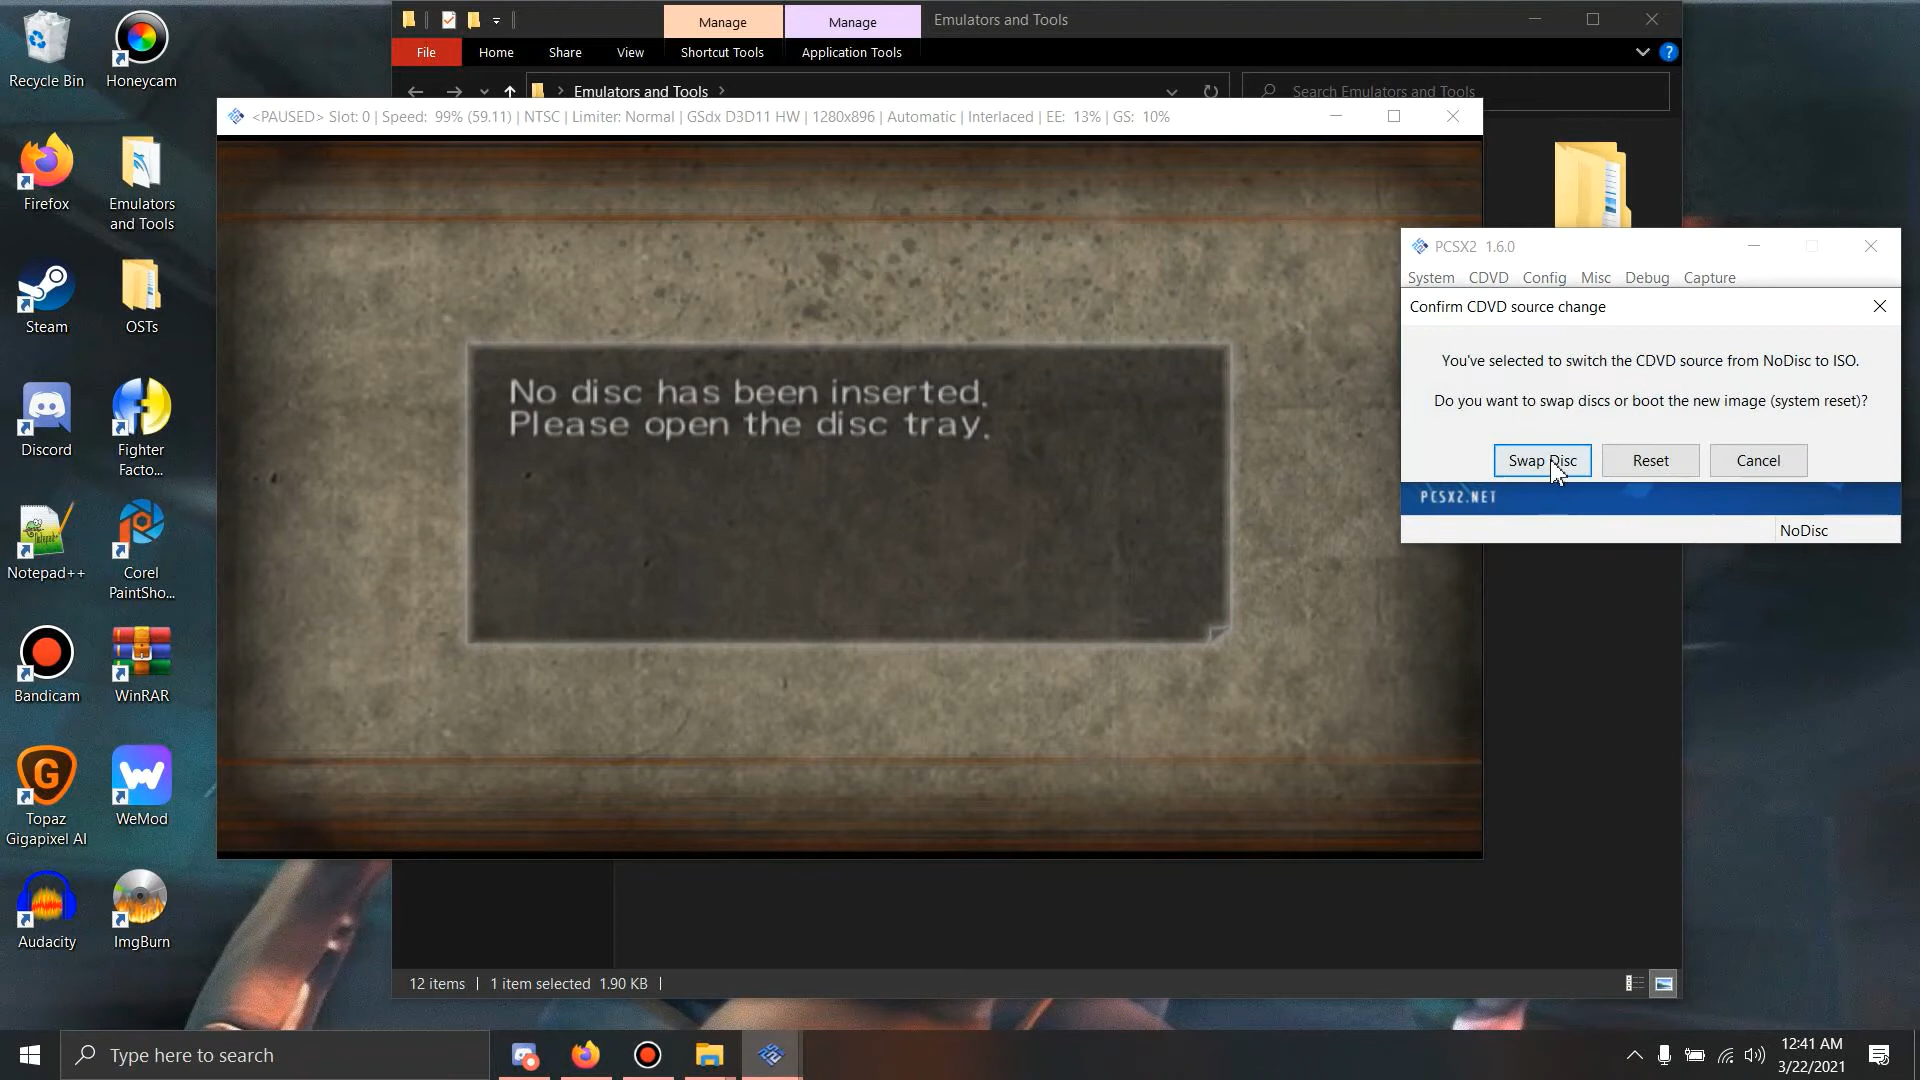 Recycle Bin
Honeycam
Firefox
Emulators
and Tools
Steam
OSTs
Discord
Fighter
Facto...
Notepad++
Corel
PaintSho...
Bandicam
WinRAR
Topaz
Gigapixel AI
WeMod
Audacity
ImgBurn
Manage
Manage
Emulators and Tools
File
Home
Share
View
Shortcut Tools
Application Tools
Emulators and Tools
Search Emulators and Tools
<PAUSED> Slot: 0 | Speed: 99% (59.11) | NTSC | Limiter: Normal | GSdx D3D11 HW | 1280x896 | Automatic | Interlaced | EE: 13% | GS: 10%
No disc has been inserted.
Please open the disc tray.
PCSX2 1.6.0
System CDVD Config Misc Debug Capture
Confirm CDVD source change
You've selected to switch the CDVD source from NoDisc to ISO.
Do you want to swap discs or boot the new image (system reset)?
Swap Disc
Reset
Cancel
PCSX2.NET
NoDisc
12 items
1 item selected 1.90 KB
Type here to search
12:41 AM
3/22/2021